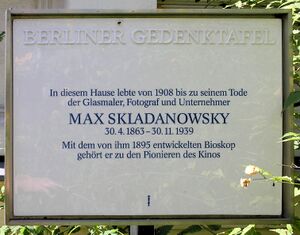 BERLINER GEDENKTAFEL
In diesem Hause lebte von 1908 bis zu seinem Tode
der Glasmaler, Fotograf und Unternehmer
MAX SKLADANOWSKY
30. 4. 1863 – 30. 11. 1939
Mit dem von ihm 1895 entwickelten Bioskop
gehört er zu den Pionieren des Kinos